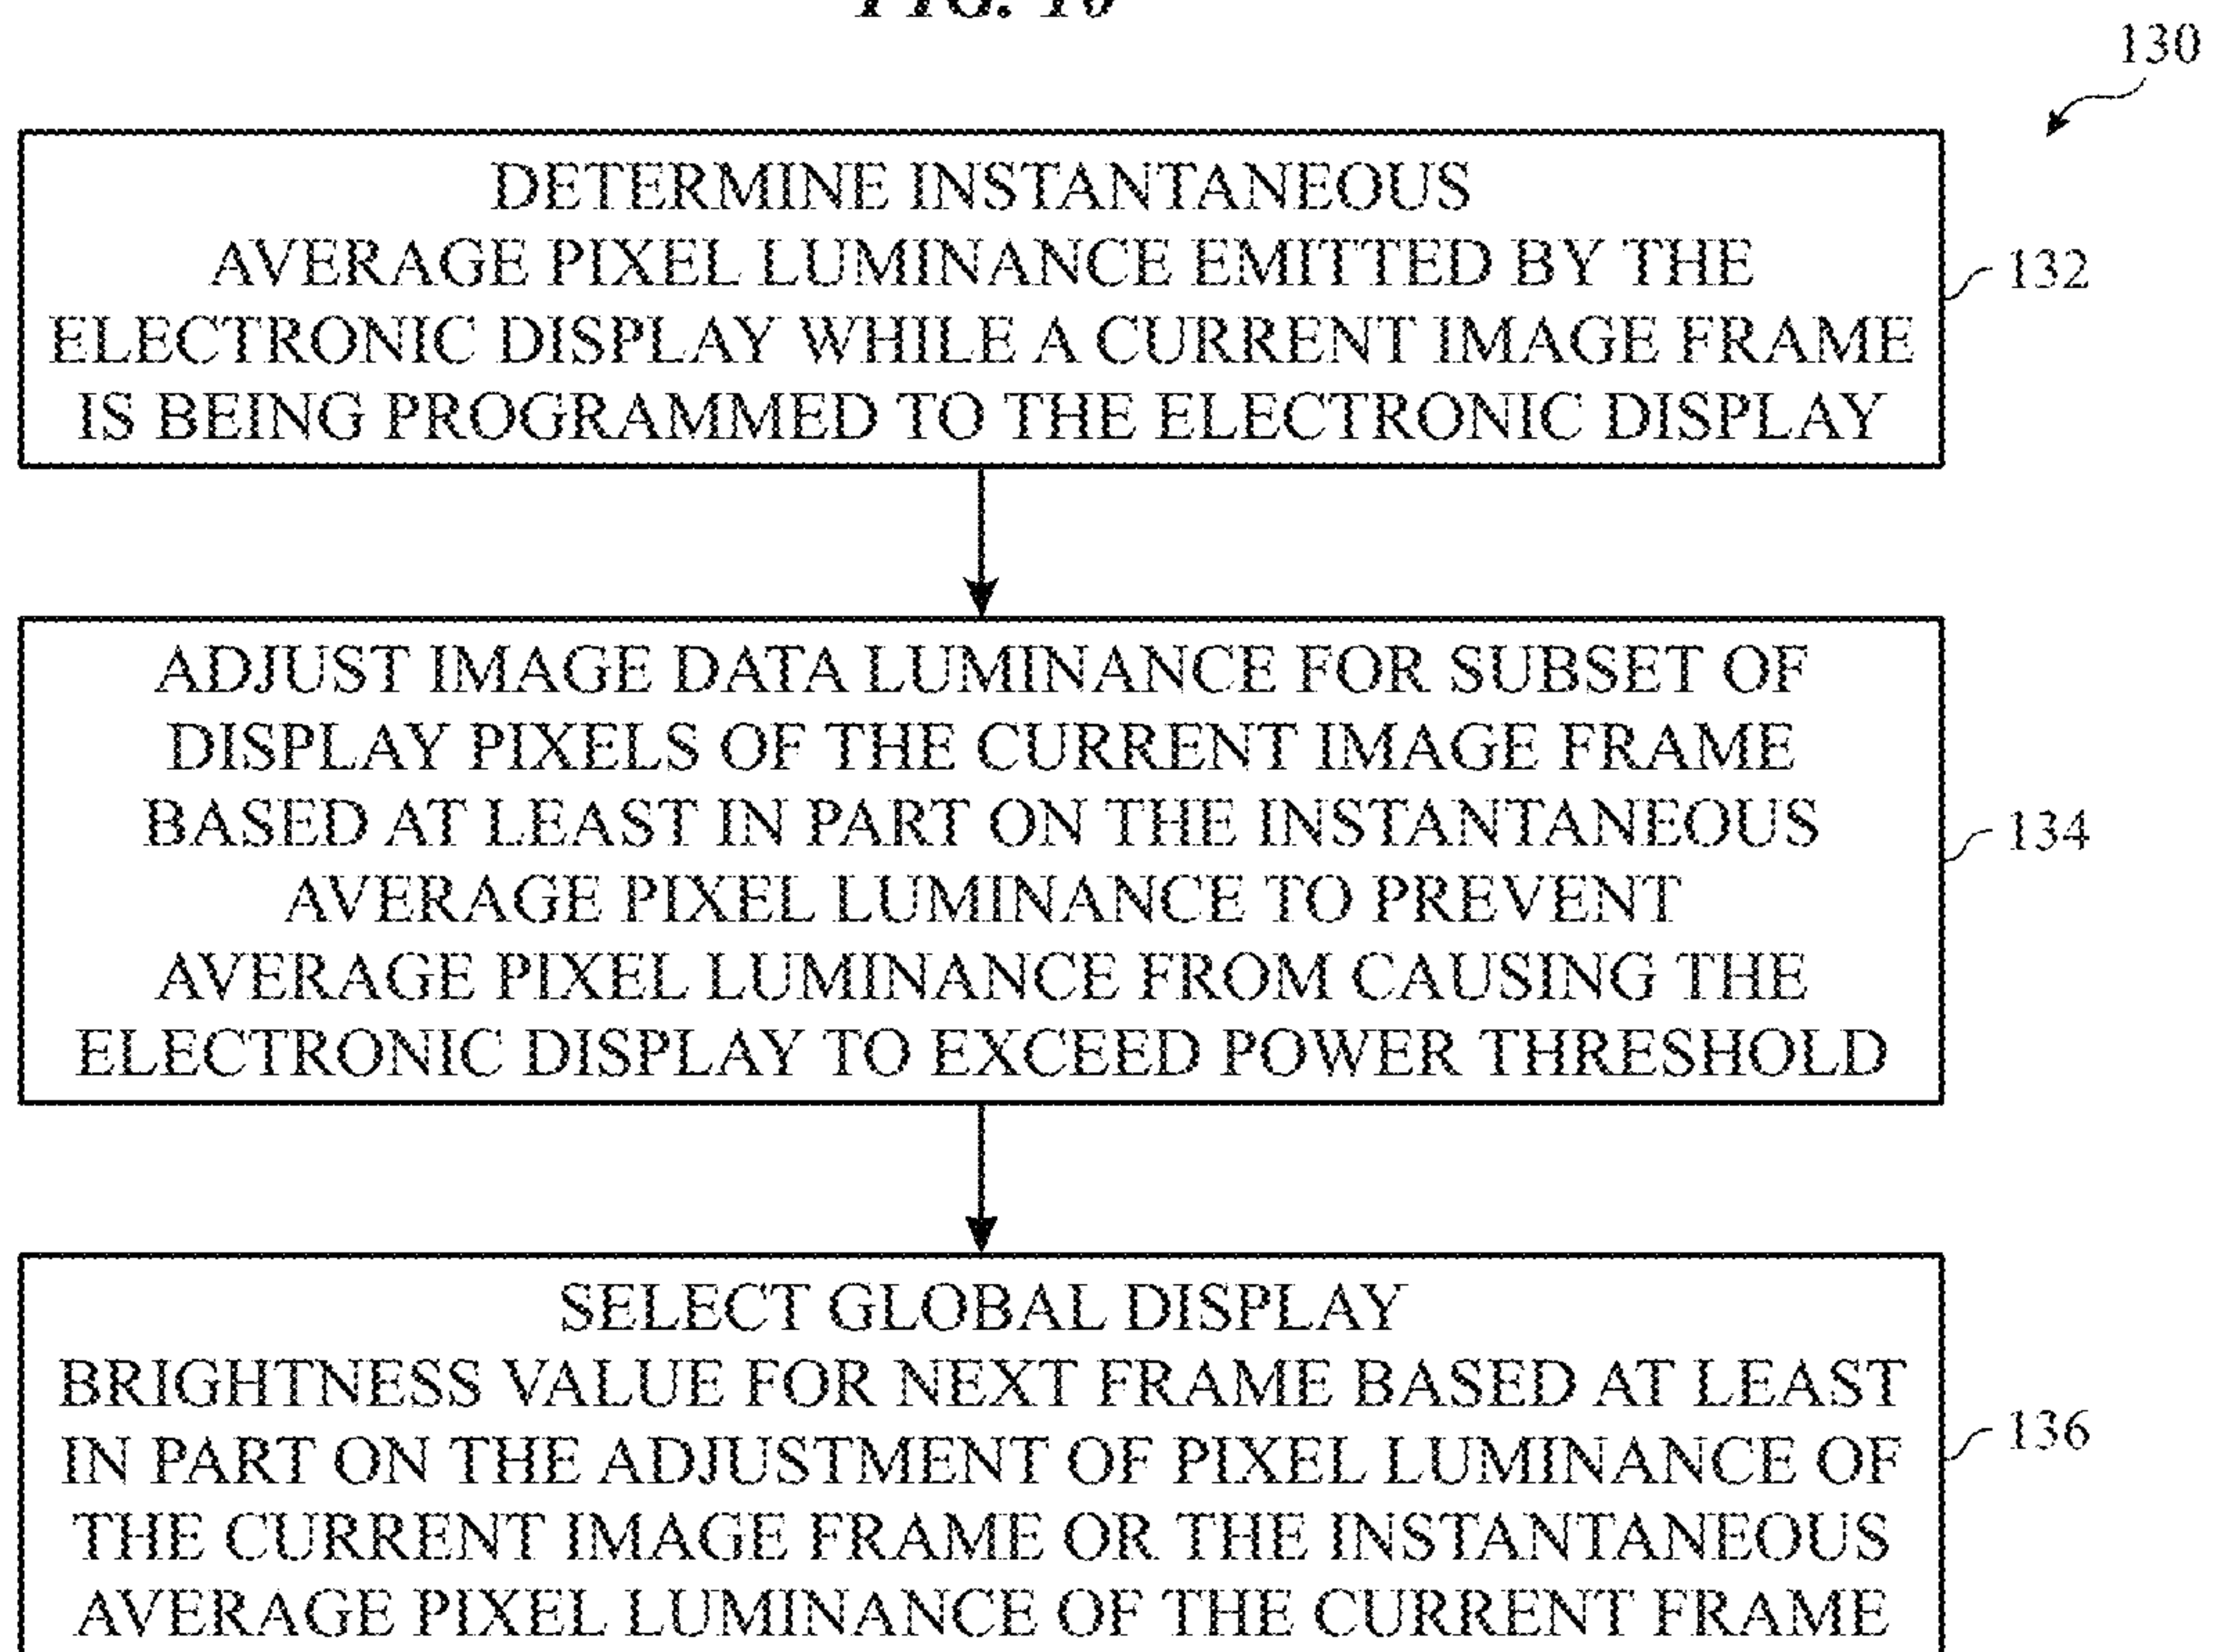 FIG. 10
130
DETERMINE INSTANTANEOUS
AVERAGE PIXEL LUMINANCE EMITTED BY THE
ELECTRONIC DISPLAY WHILE A CURRENT IMAGE FRAME
IS BEING PROGRAMMED TO THE ELECTRONIC DISPLAY
132
ADJUST IMAGE DATA LUMINANCE FOR SUBSET OF
DISPLAY PIXELS OF THE CURRENT IMAGE FRAME
BASED AT LEAST IN PART ON THE INSTANTANEOUS
AVERAGE PIXEL LUMINANCE TO PREVENT
AVERAGE PIXEL LUMINANCE FROM CAUSING THE
ELECTRONIC DISPLAY TO EXCEED POWER THRESHOLD
134
SELECT GLOBAL DISPLAY
BRIGHTNESS VALUE FOR NEXT FRAME BASED AT LEAST
IN PART ON THE ADJUSTMENT OF PIXEL LUMINANCE OF
THE CURRENT IMAGE FRAME OR THE INSTANTANEOUS
AVERAGE PIXEL LUMINANCE OF THE CURRENT FRAME
136